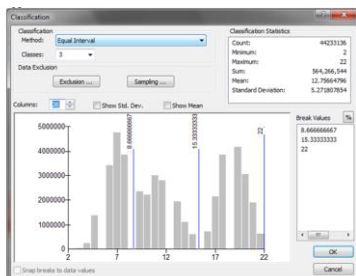 Classification
Classification
Method: Equal Interval
Classes: 3
Data Exclusion
Exclusion ... Sampling ...
Classification Statistics
Count: 44233136
Minimum: 2
Maximum: 22
Sum: 564,266,544
Mean: 12.75664796
Standard Deviation: 5.271807854
Columns: Show Std. Dev. Show Mean
Break Values %
8.666666667
15.33333333
22
5000000
4000000
3000000
2000000
1000000
0
2 7 12 17 22
8.666666667
15.33333333
22
OK
Cancel
Snap breaks to data values